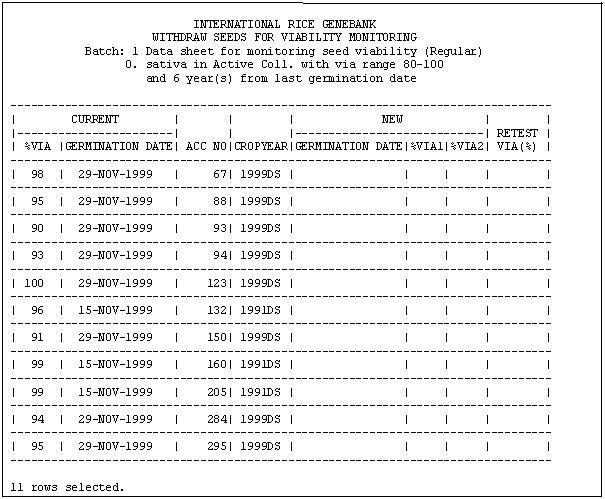 INTERNATIONAL RICE GENEBANK
WITHDRAW SEEDS FOR VIABILITY MONITORING
Batch: 1 Data sheet for monitoring seed viability (Regular)
O. sativa in Active Coll. with via range 80-100
and 6 year(s) from last germination date
CURRENT | | | NEW |
| RETEST |
| %VIA |GERMINATION DATE| ACC NO|CROPYEAR|GERMINATION DATE|%VIA1|%VIA2| VIA(%) |
| 98 | 29-NOV-1999 | 67| 1999DS | | | | |
| 95 | 29-NOV-1999 | 88| 1999DS | | | | |
| 90 | 29-NOV-1999 | 93| 1999DS | | | | |
| 93 | 29-NOV-1999 | 94| 1999DS | | | | |
| 100 | 29-NOV-1999 | 123| 1999DS | | | | |
| 96 | 15-NOV-1999 | 132| 1991DS | | | | |
| 91 | 29-NOV-1999 | 150| 1999DS | | | | |
| 99 | 15-NOV-1999 | 160| 1991DS | | | | |
| 99 | 15-NOV-1999 | 205| 1991DS | | | | |
| 94 | 29-NOV-1999 | 284| 1999DS | | | | |
| 95 | 29-NOV-1999 | 295| 1999DS | | | | |
11 rows selected.